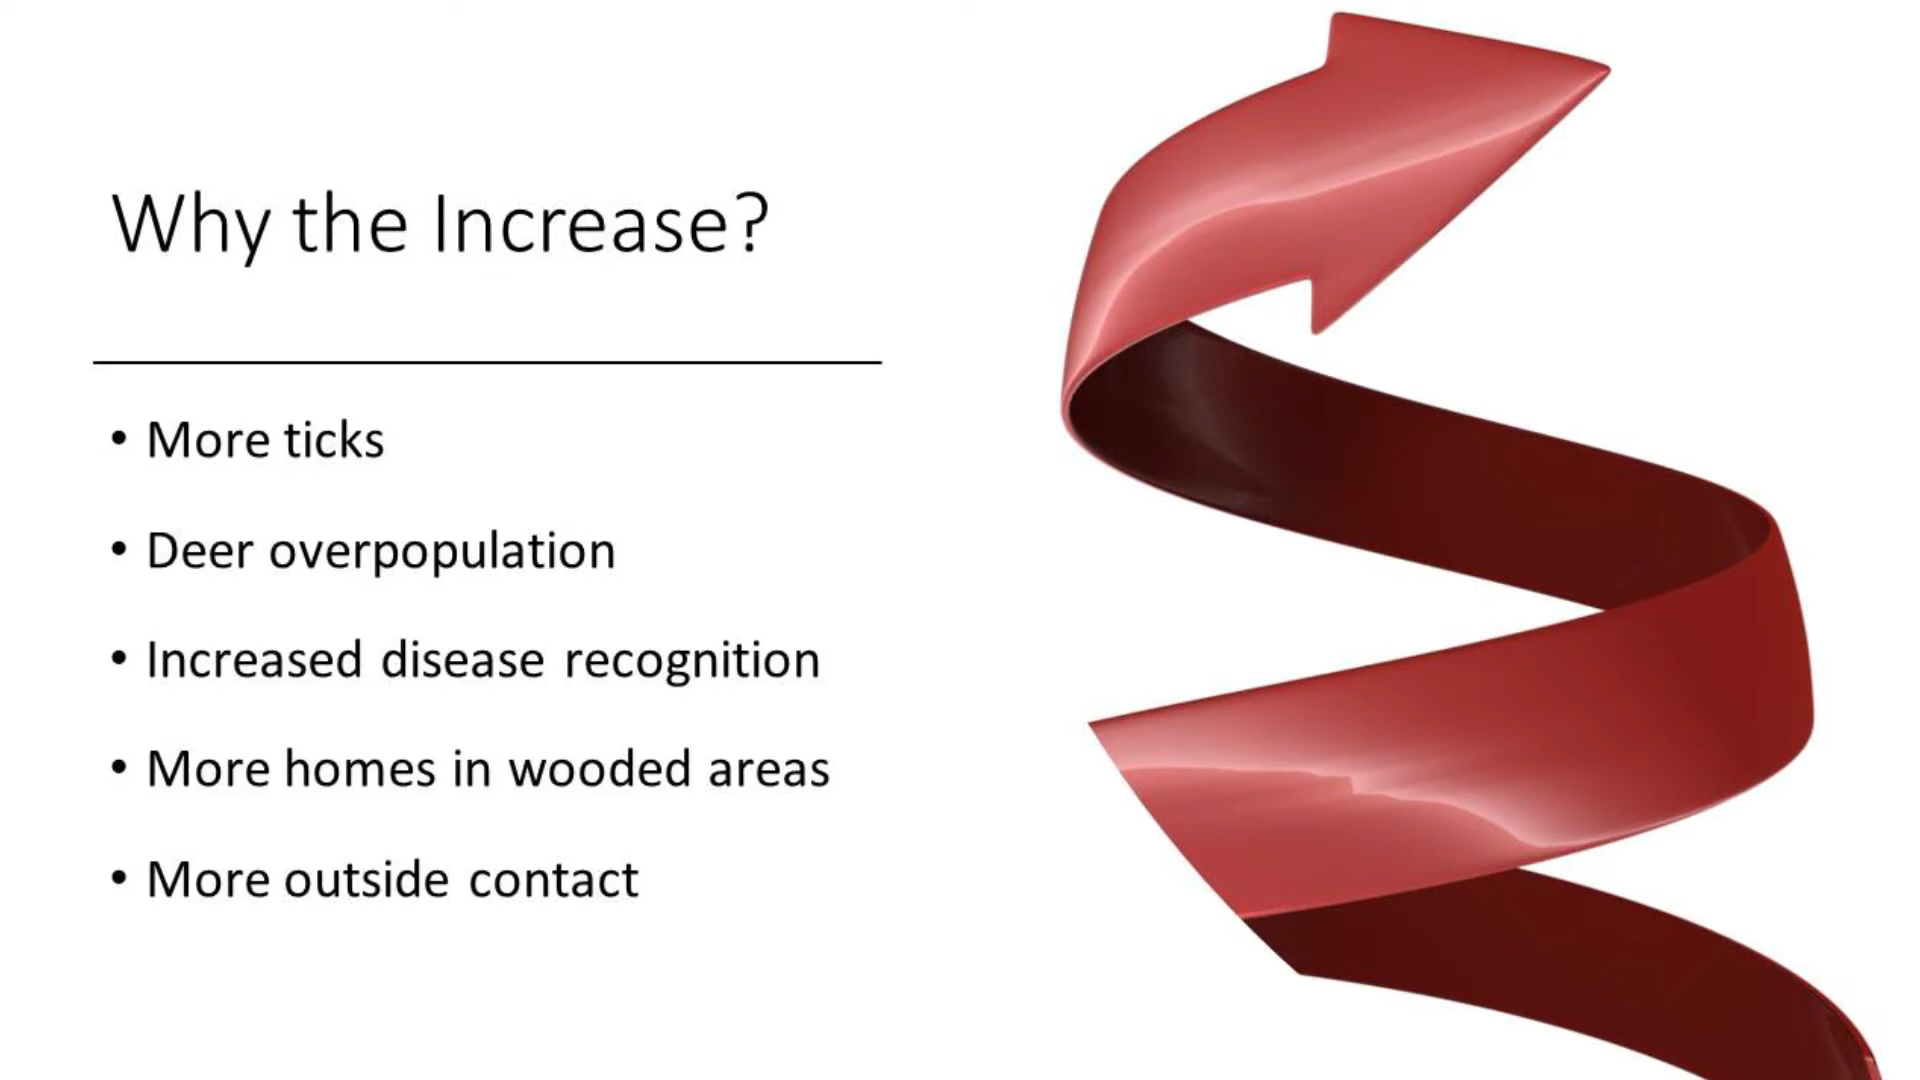 Why the Increase?
• More ticks
• Deer overpopulation
• Increased disease recognition
• More homes in wooded areas
• More outside contact